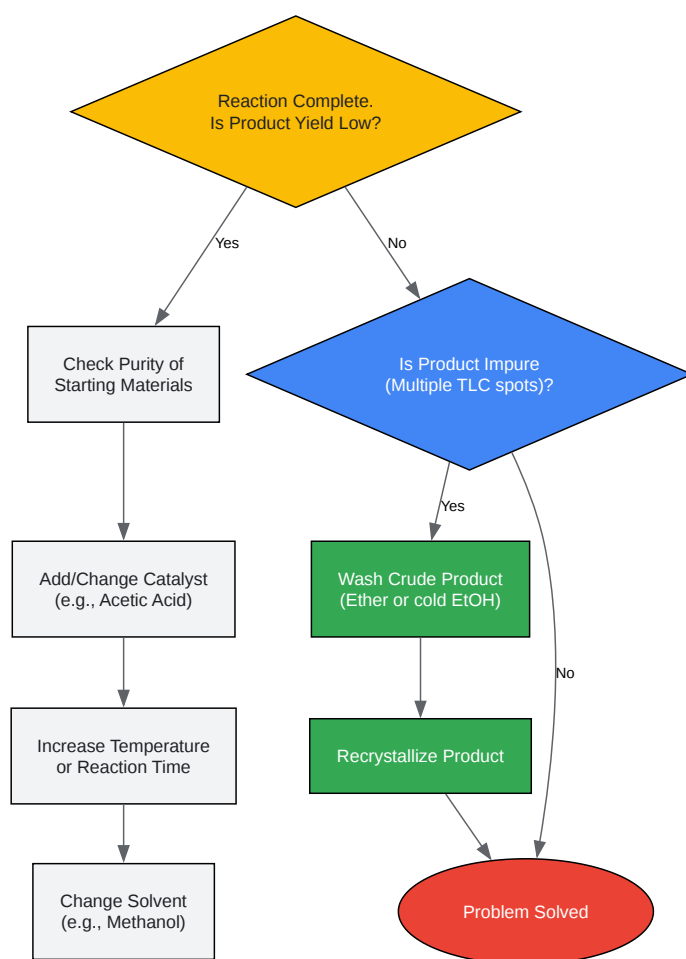 Reaction Complete.
Is Product Yield Low?
Yes
No
Check Purity of
Starting Materials
Is Product Impure
(Multiple TLC spots)?
Yes
Add/Change Catalyst
(e.g., Acetic Acid)
Wash Crude Product
(Ether or cold EtOH)
No
Increase Temperature
or Reaction Time
Recrystallize Product
Change Solvent
(e.g., Methanol)
Problem Solved